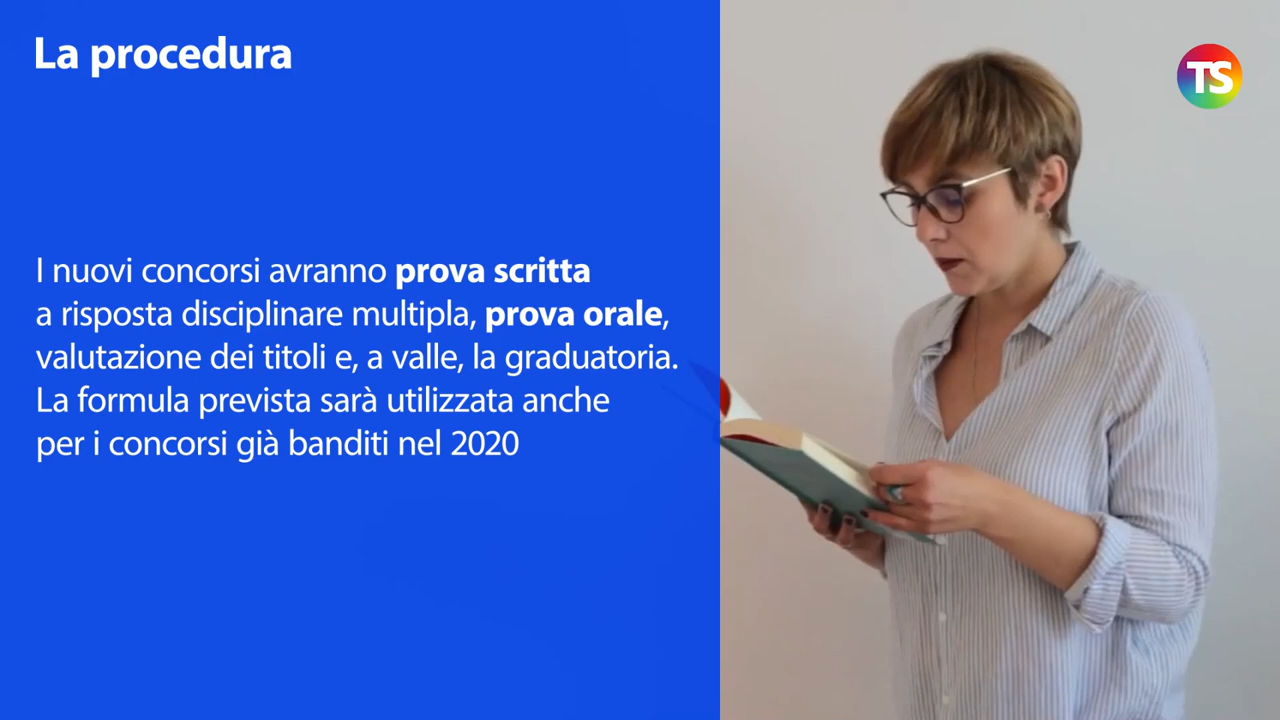 La procedura
TS
I nuovi concorsi avranno prova scritta
a risposta disciplinare multipla, prova orale,
valutazione dei titoli e, a valle, la graduatoria.
La formula prevista sarà utilizzata anche
per i concorsi già banditi nel 2020